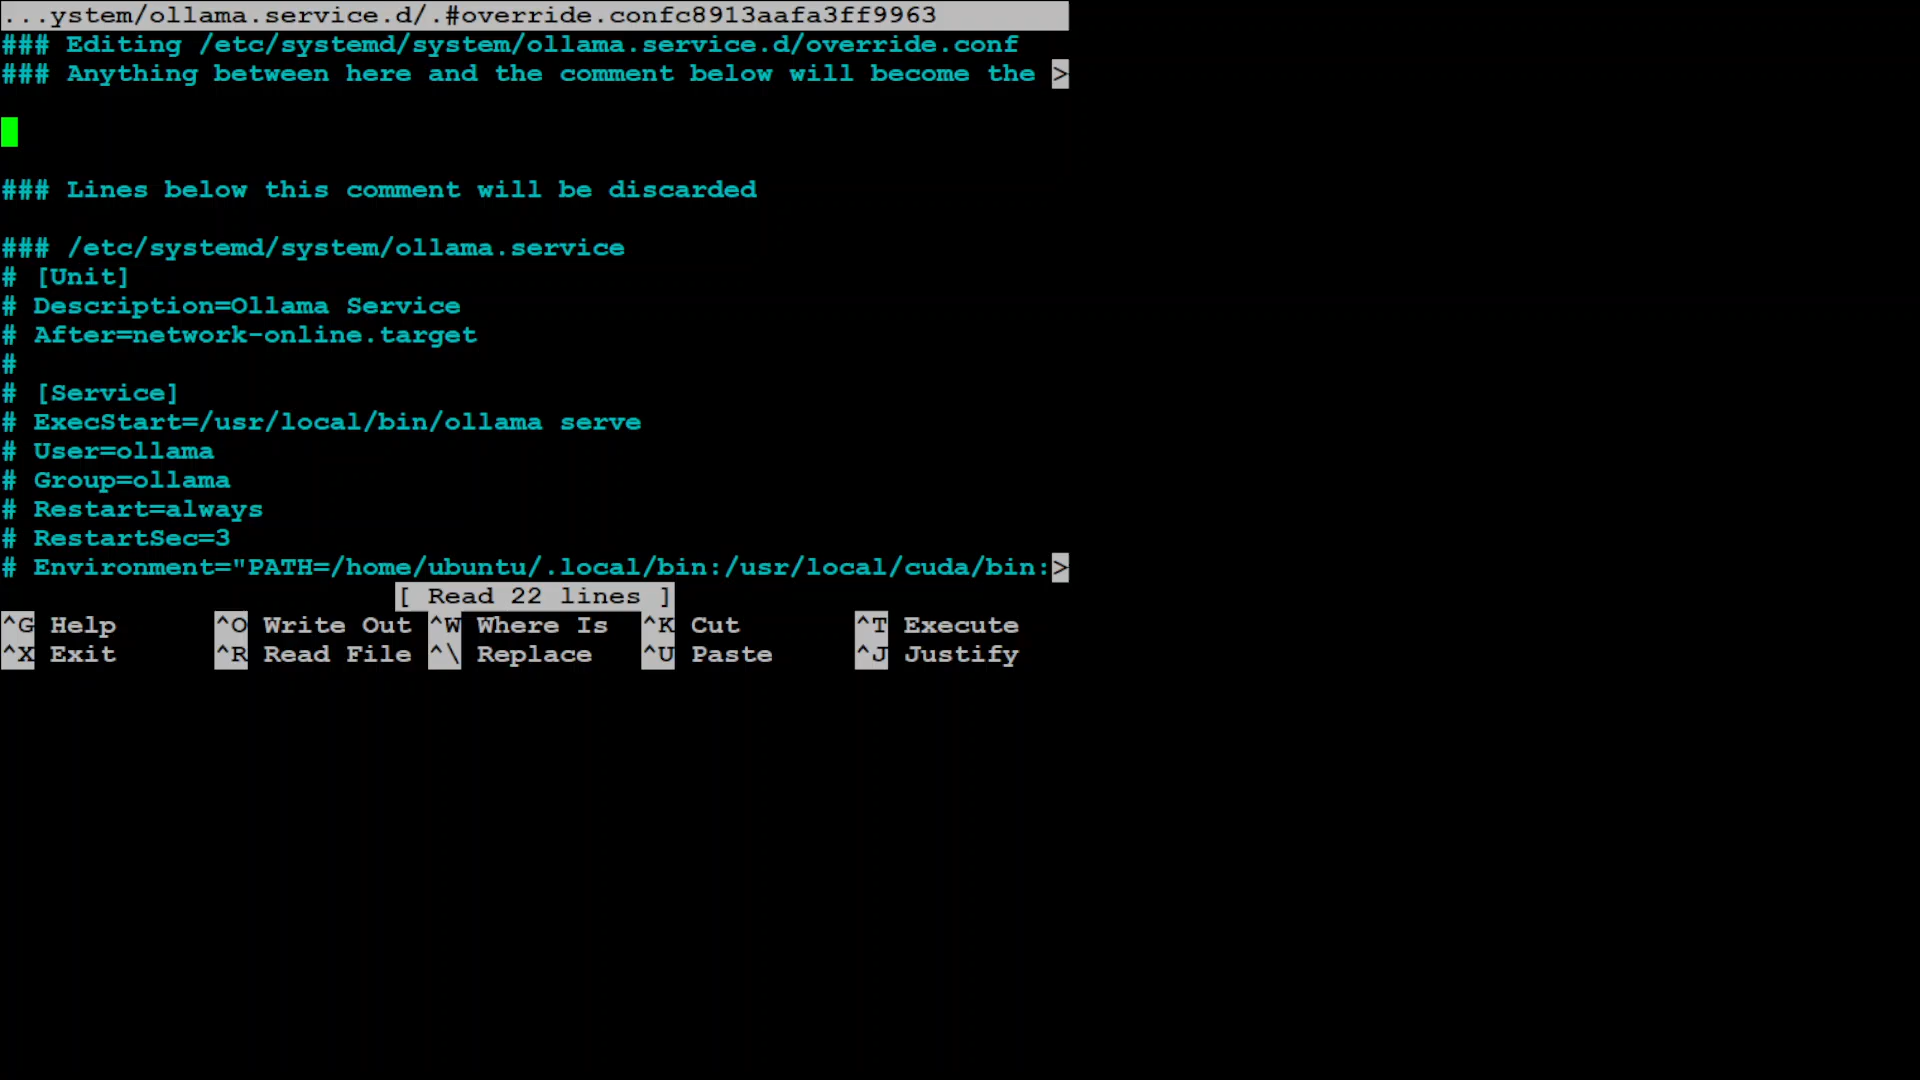 ...ystem/ollama.service.d/.#override.confc8913aafa3ff9963
### Editing /etc/systemd/system/ollama.service.d/override.conf
### Anything between here and the comment below will become the >
### Lines below this comment will be discarded
### /etc/systemd/system/ollama.service
# [Unit]
# Description=Ollama Service
# After=network-online.target
#
# [Service]
# ExecStart=/usr/local/bin/ollama serve
# User=ollama
# Group=ollama
# Restart=always
# RestartSec=3
# Environment="PATH=/home/ubuntu/.local/bin:/usr/local/cuda/bin:>
[ Read 22 lines ]
^G Help ^O Write Out ^W Where Is ^K Cut ^T Execute
^X Exit ^R Read File ^\ Replace ^U Paste ^J Justify